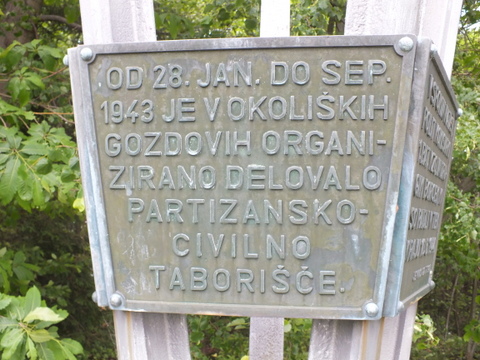 OD 28. JAN. DO SEP.
1943 JE V OKOLIŠKIH
GOZDOVIH ORGANI-
ZIRANO DELOVALO
PARTIZANSKO-
CIVILNO
TABORIŠČE.